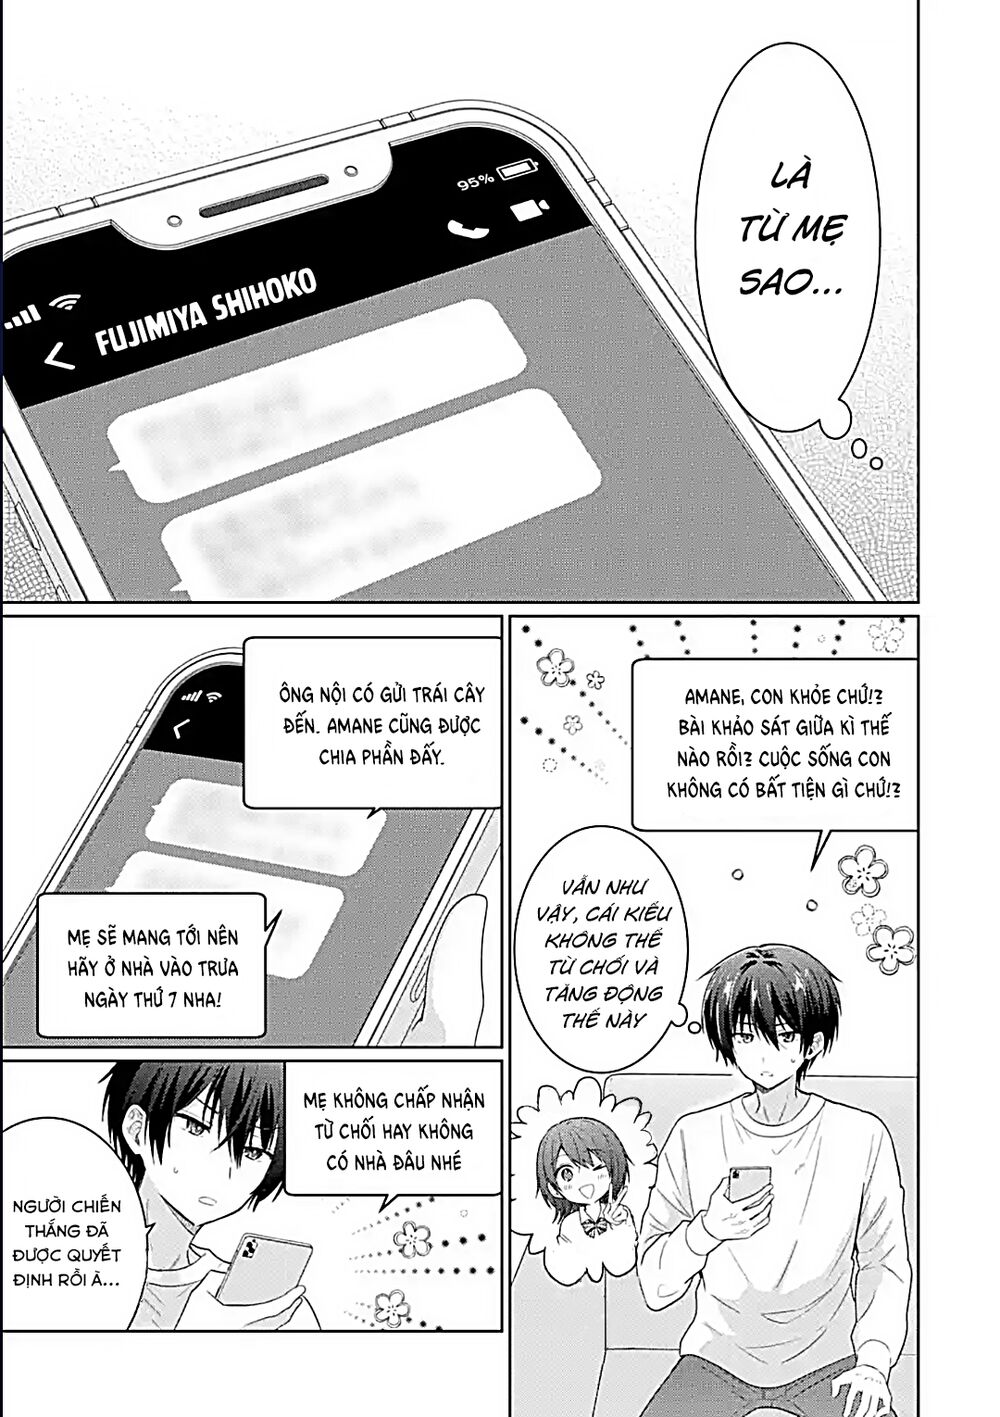 LÀ
TỪ MẸ
SAO...
95%
FUJIMIYA SHIHOKO
AMANE, CON KHỎE CHỨ!?
BÀI KHẢO SÁT GIỮA KÌ THẾ
NÀO RỒI? CUỘC SỐNG CON
KHÔNG CÓ BẤT TIỆN GÌ CHỨ!?
VẪN NHƯ
VẬY, CÁI KIỂU
KHÔNG THỂ
TỪ CHỐI VÀ
TĂNG ĐỘNG
THẾ NÀY
ÔNG NỘI CÓ GỬI TRÁI CÂY
ĐẾN. AMANE CŨNG ĐƯỢC
CHIA PHẦN ĐẤY.
MẸ SẼ MANG TỚI NÊN
HÃY Ở NHÀ VÀO TRƯA
NGÀY THỨ 7 NHA!
MẸ KHÔNG CHẤP NHẬN
TỪ CHỐI HAY KHÔNG
CÓ NHÀ ĐÂU NHÉ
NGƯỜI CHIẾN
THẮNG ĐÃ
ĐƯỢC QUYẾT
ĐỊNH RỒI À...